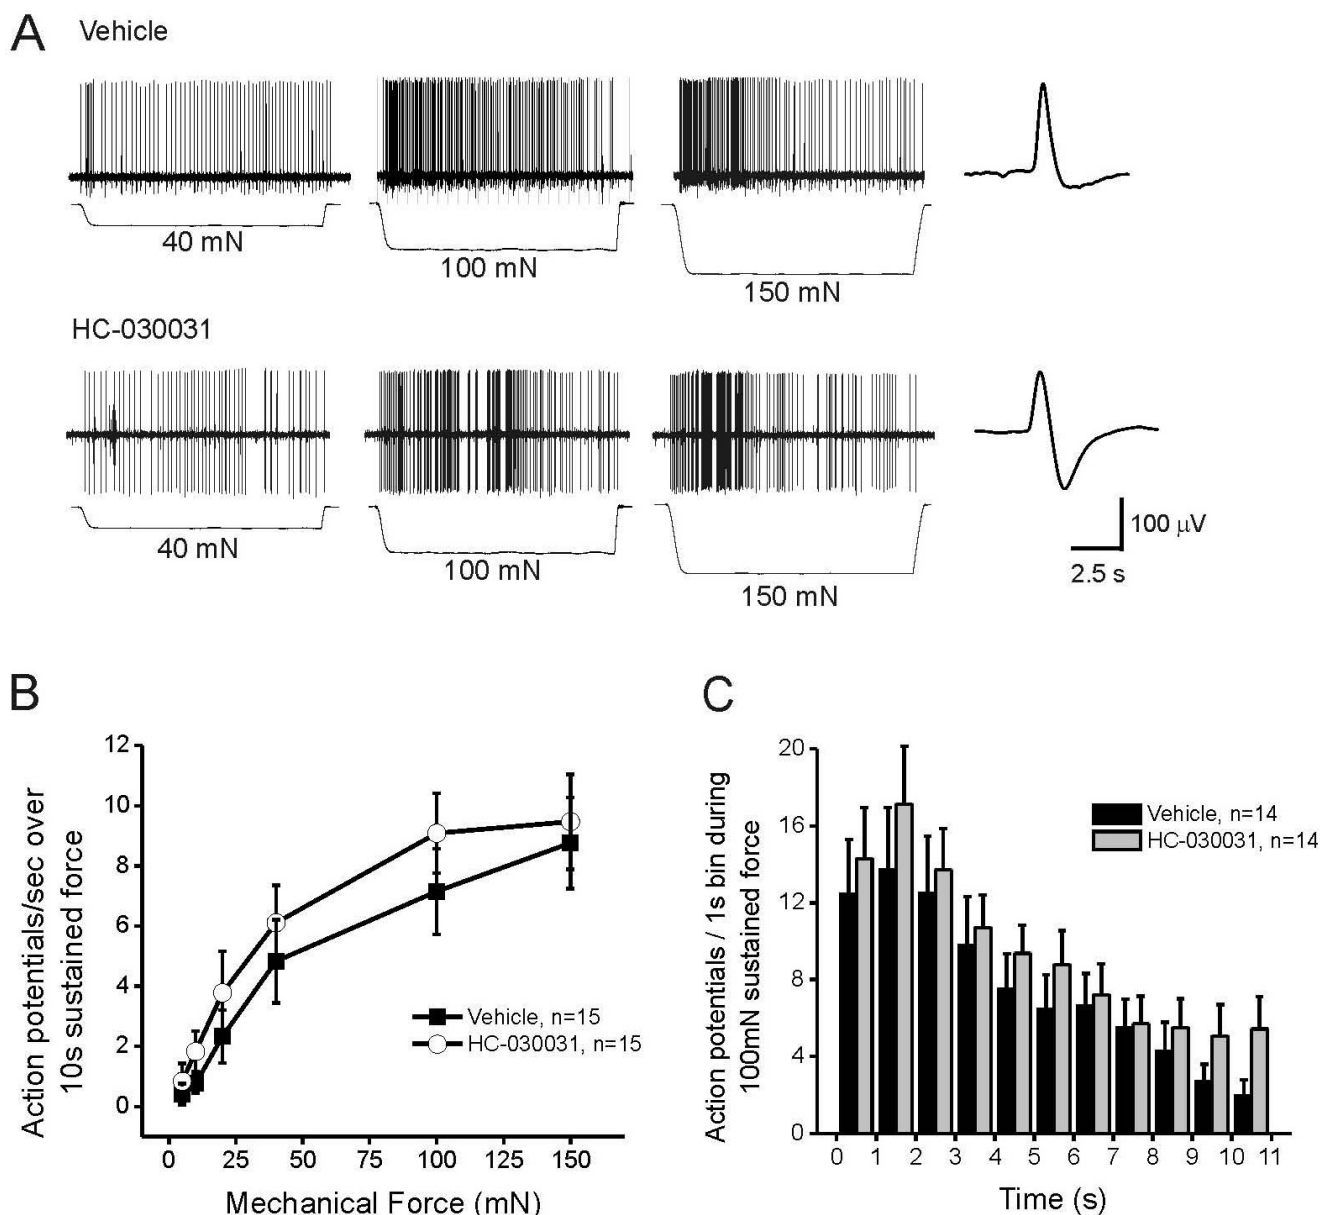 A
Vehicle
40 mN
100 mN
150 mN
HC-030031
40 mN
100 mN
150 mN
100 μV
2.5 s
B
Action potentials/sec over
10s sustained force
12
10
8
6
4
2
0
Vehicle, n=15
HC-030031, n=15
0 25 50 75 100 125 150
Mechanical Force (mN)
C
Action potentials / 1s bin during
100mN sustained force
20
16
12
8
4
0
Vehicle, n=14
HC-030031, n=14
0 1 2 3 4 5 6 7 8 9 10 11
Time (s)